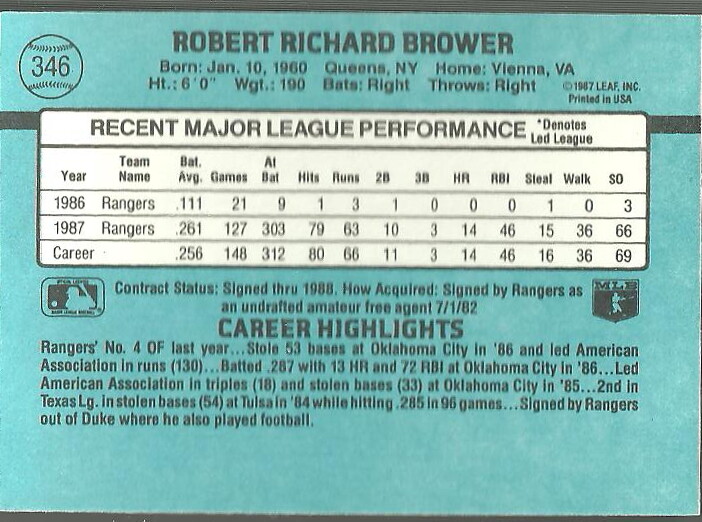 346
ROBERT RICHARD BROWER
Born: Jan. 10, 1960 Queens, NY Home: Vienna, VA
Ht.: 6'0" Wgt.: 190 Bats: Right Throws: Right
©1987 LEAF, INC.
Printed in USA
RECENT MAJOR LEAGUE PERFORMANCE *Denotes Led League
Year Team Name Bat. Avg. Games At Bat Hits Runs 2B 3B HR RBI Steal Walk SO
1986 Rangers .111 21 9 1 3 1 0 0 0 1 0 3
1987 Rangers .261 127 303 79 63 10 3 14 46 15 36 66
Career .256 148 312 80 66 11 3 14 46 16 36 69
Contract Status: Signed thru 1988. How Acquired: Signed by Rangers as
an undrafted amateur free agent 7/1/82
MLB
CAREER HIGHLIGHTS
Rangers' No. 4 OF last year...Stole 53 bases at Oklahoma City in '86 and led American
Association in runs (130)...Batted .287 with 13 HR and 72 RBI at Oklahoma City in '86...Led
American Association in triples (18) and stolen bases (33) at Oklahoma City in '85...2nd in
Texas Lg. in stolen bases (54) at Tulsa in '84 while hitting .285 in 96 games...Signed by Rangers
out of Duke where he also played football.